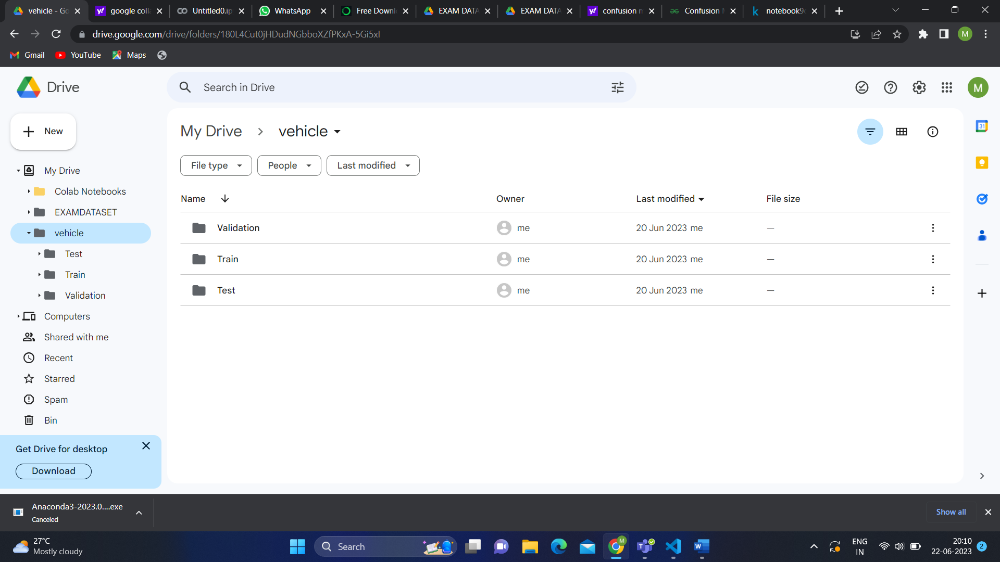 vehicle - Go
google coll
Untitled0.ip
WhatsApp
Free Downl
EXAM DATA
EXAM DATA
confusion m
Confusion M
notebook9
drive.google.com/drive/folders/180L4Cut0jHDudNGbboXZfPKxA-5Gi5xI
M
Gmail
YouTube
Maps
Drive
Search in Drive
M
New
My Drive
Colab Notebooks
EXAMDATASET
vehicle
Test
Train
Validation
Computers
Shared with me
Recent
Starred
Spam
Bin
Get Drive for desktop
Download
My Drive > vehicle
File type
People
Last modified
Name Owner Last modified File size
Validation me 20 Jun 2023 me —
Train me 20 Jun 2023 me —
Test me 20 Jun 2023 me —
31
Anaconda3-2023.0....exe
Canceled
Show all
27°C
Mostly cloudy
Search
M
ENG
IN
20:10
22-06-2023
2